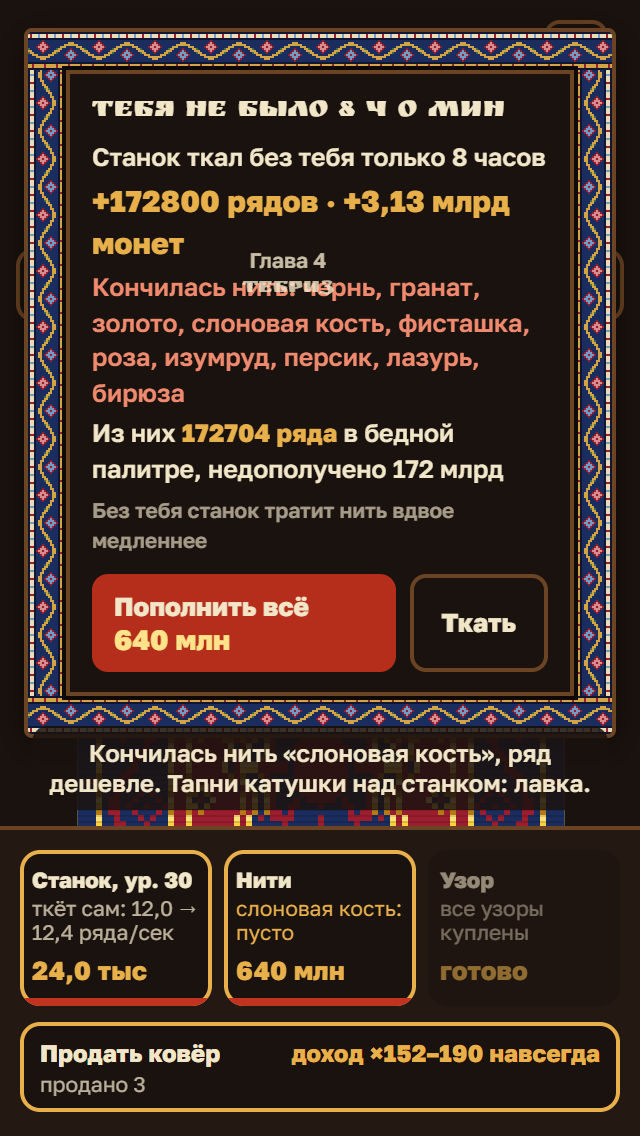 ТЕБЯ НЕ БЫЛО 8 Ч 0 МИН
Станок ткал без тебя только 8 часов
+172800 рядов · +3,13 млрд
монет
Глава 4
ТЕБРИЗ
Кончилась нить: чернь, гранат,
золото, слоновая кость, фисташка,
роза, изумруд, персик, лазурь,
бирюза
Из них 172704 ряда в бедной
палитре, недополучено 172 млрд
Без тебя станок тратит нить вдвое
медленнее
Пополнить всё
640 млн
Ткать
Кончилась нить «слоновая кость», ряд
дешевле. Тапни катушки над станком: лавка.
Станок, ур. 30
ткёт сам: 12,0 →
12,4 ряда/сек
24,0 тыс
Нити
слоновая кость:
пусто
640 млн
Узор
все узоры
куплены
готово
Продать ковёр
доход ×152–190 навсегда
продано 3